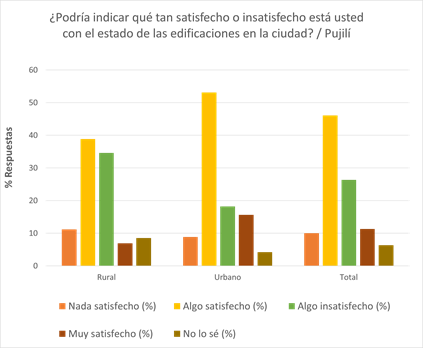 ¿Podría indicar qué tan satisfecho o insatisfecho está usted
con el estado de las edificaciones en la ciudad? / Pujilí
% Respuestas
60
50
40
30
20
10
0
Rural
Urbano
Total
Nada satisfecho (%)
Algo satisfecho (%)
Algo insatisfecho (%)
Muy satisfecho (%)
No lo sé (%)